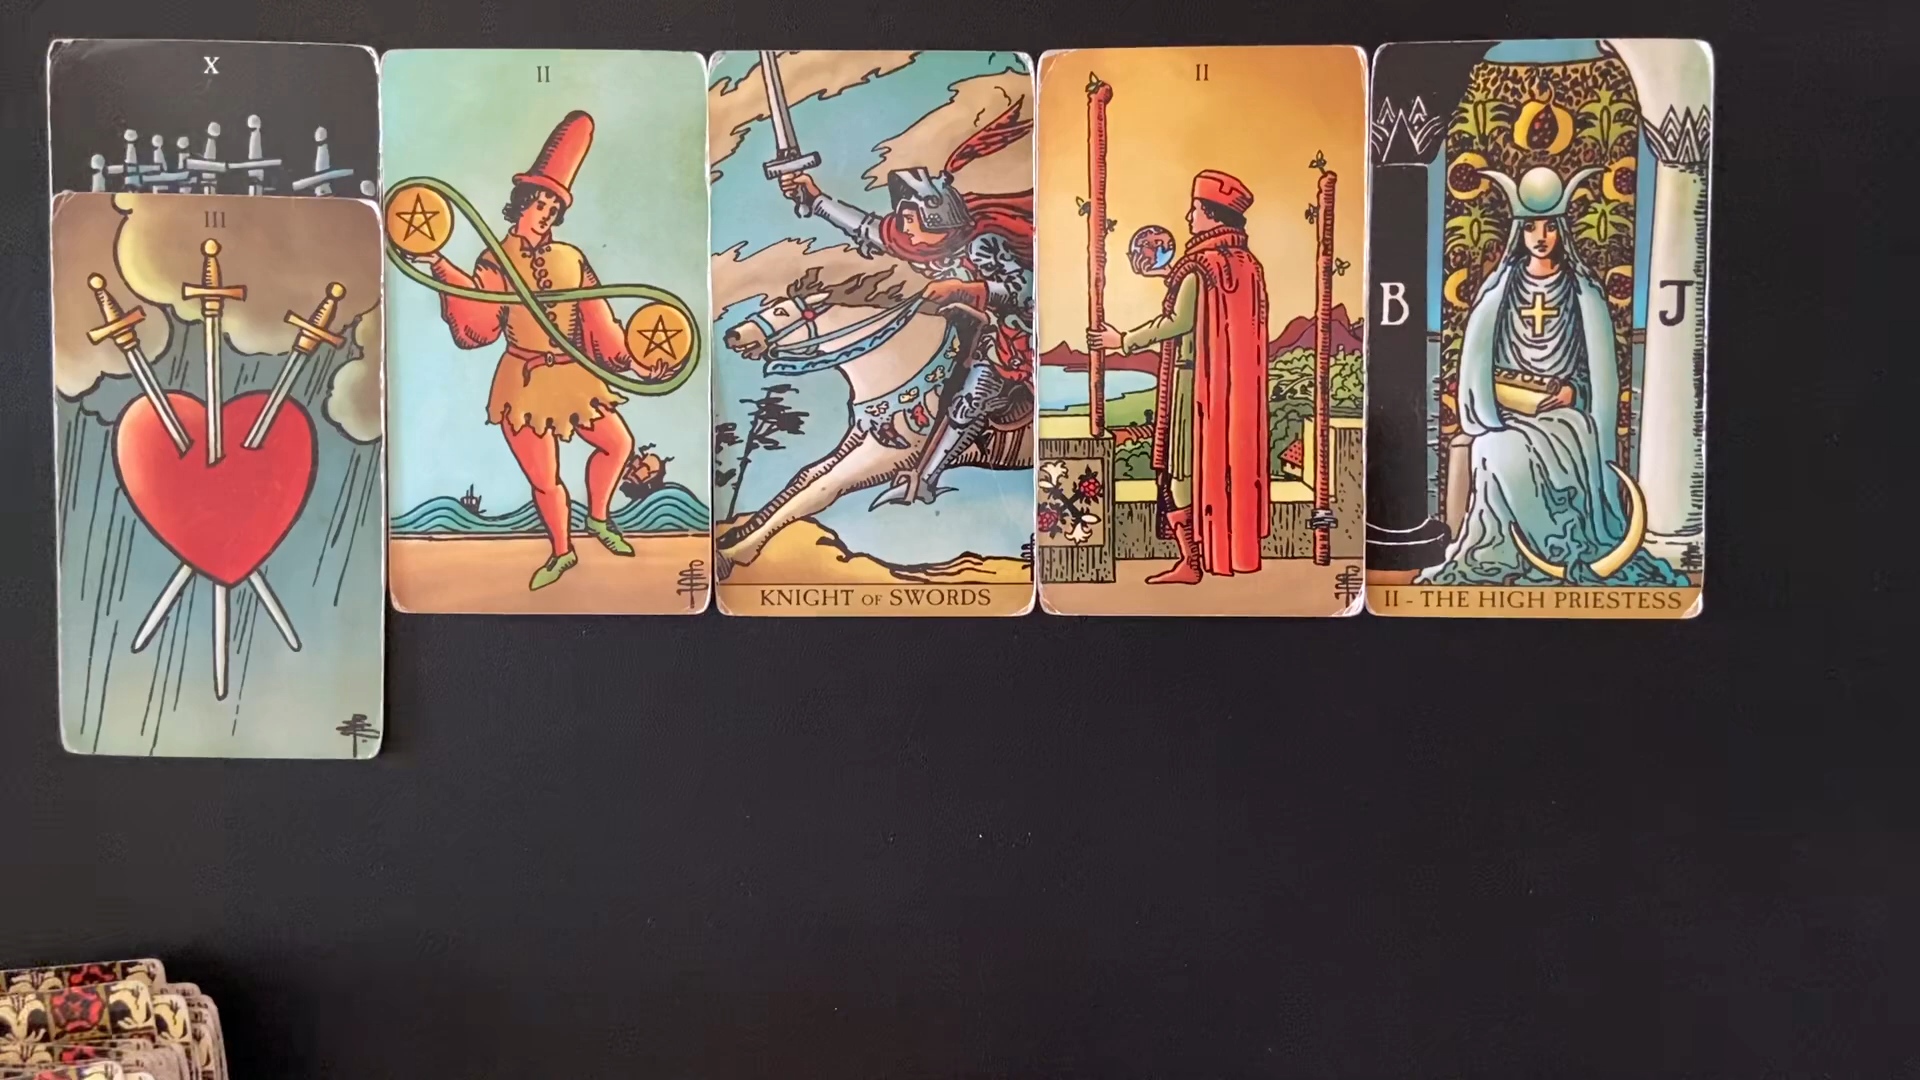 X
III
II
KNIGHT OF SWORDS
II
B
J
II - THE HIGH PRIESTESS